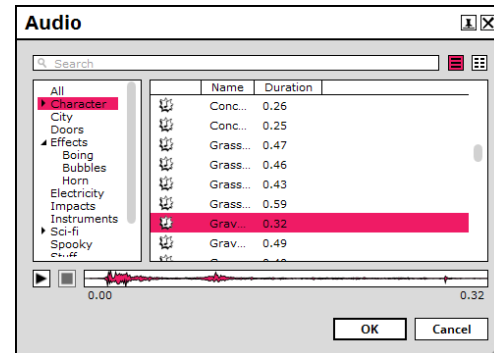 Audio
Search
All
Character
City
Doors
Effects
Boing
Bubbles
Horn
Electricity
Impacts
Instruments
Sci-fi
Spooky
Stuff
Name Duration
Conc... 0.26
Conc... 0.25
Grass... 0.47
Grass... 0.46
Grass... 0.43
Grass... 0.59
Grav... 0.32
Grav... 0.49
0.00 0.32
OK Cancel